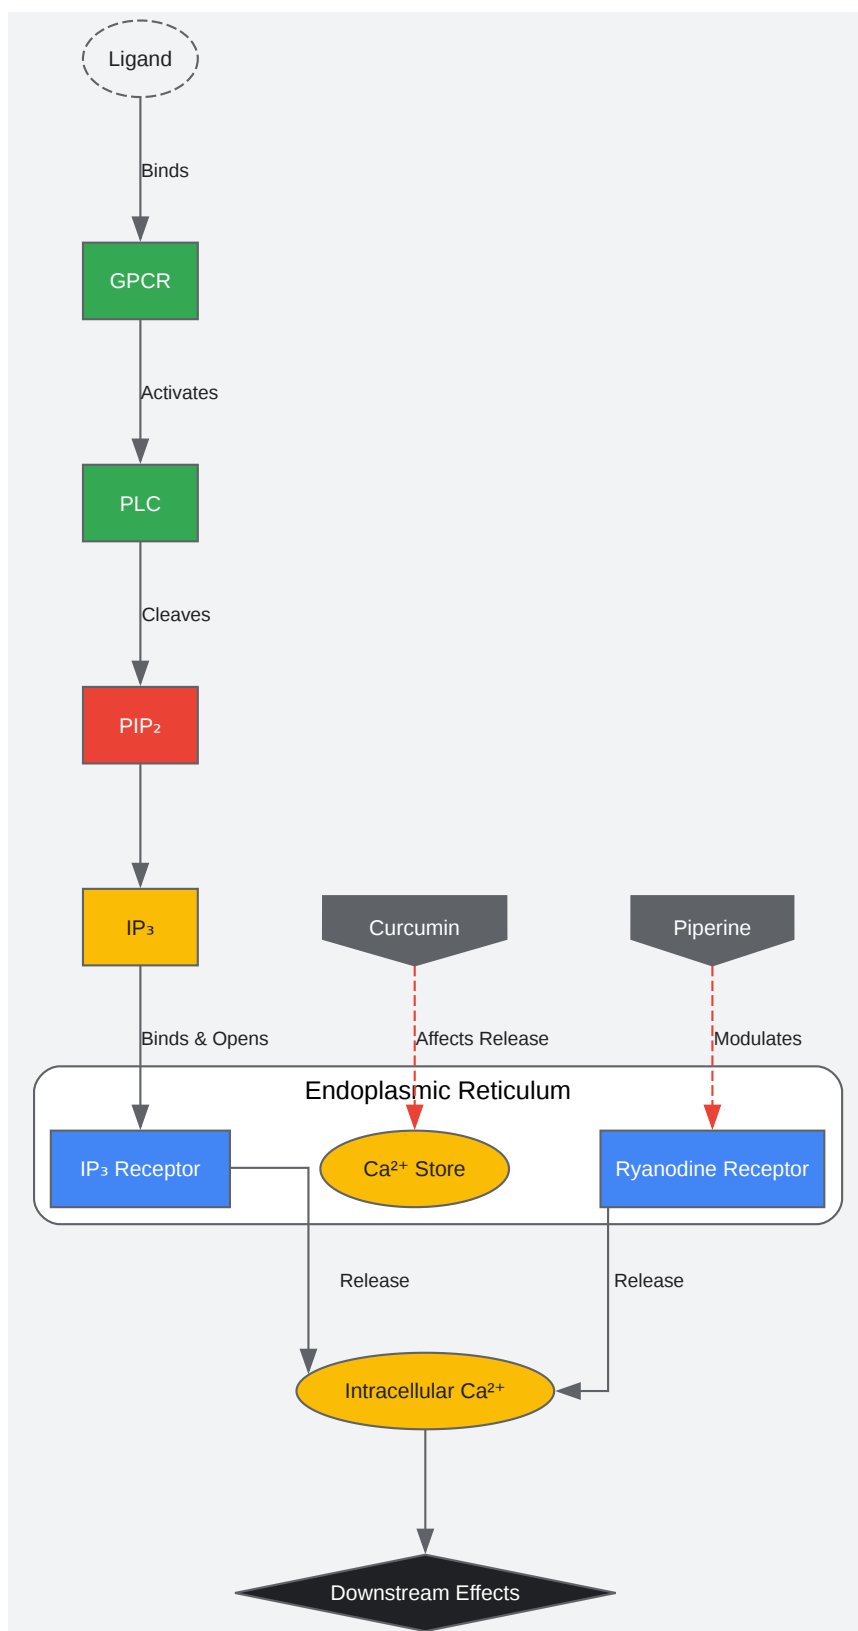 Ligand
Binds
GPCR
Activates
PLC
Cleaves
PIP₂
IP₃
Curcumin
Piperine
Binds & Opens
Affects Release
Modulates
Endoplasmic Reticulum
IP₃ Receptor
Ca²⁺ Store
Ryanodine Receptor
Release
Release
Intracellular Ca²⁺
Downstream Effects